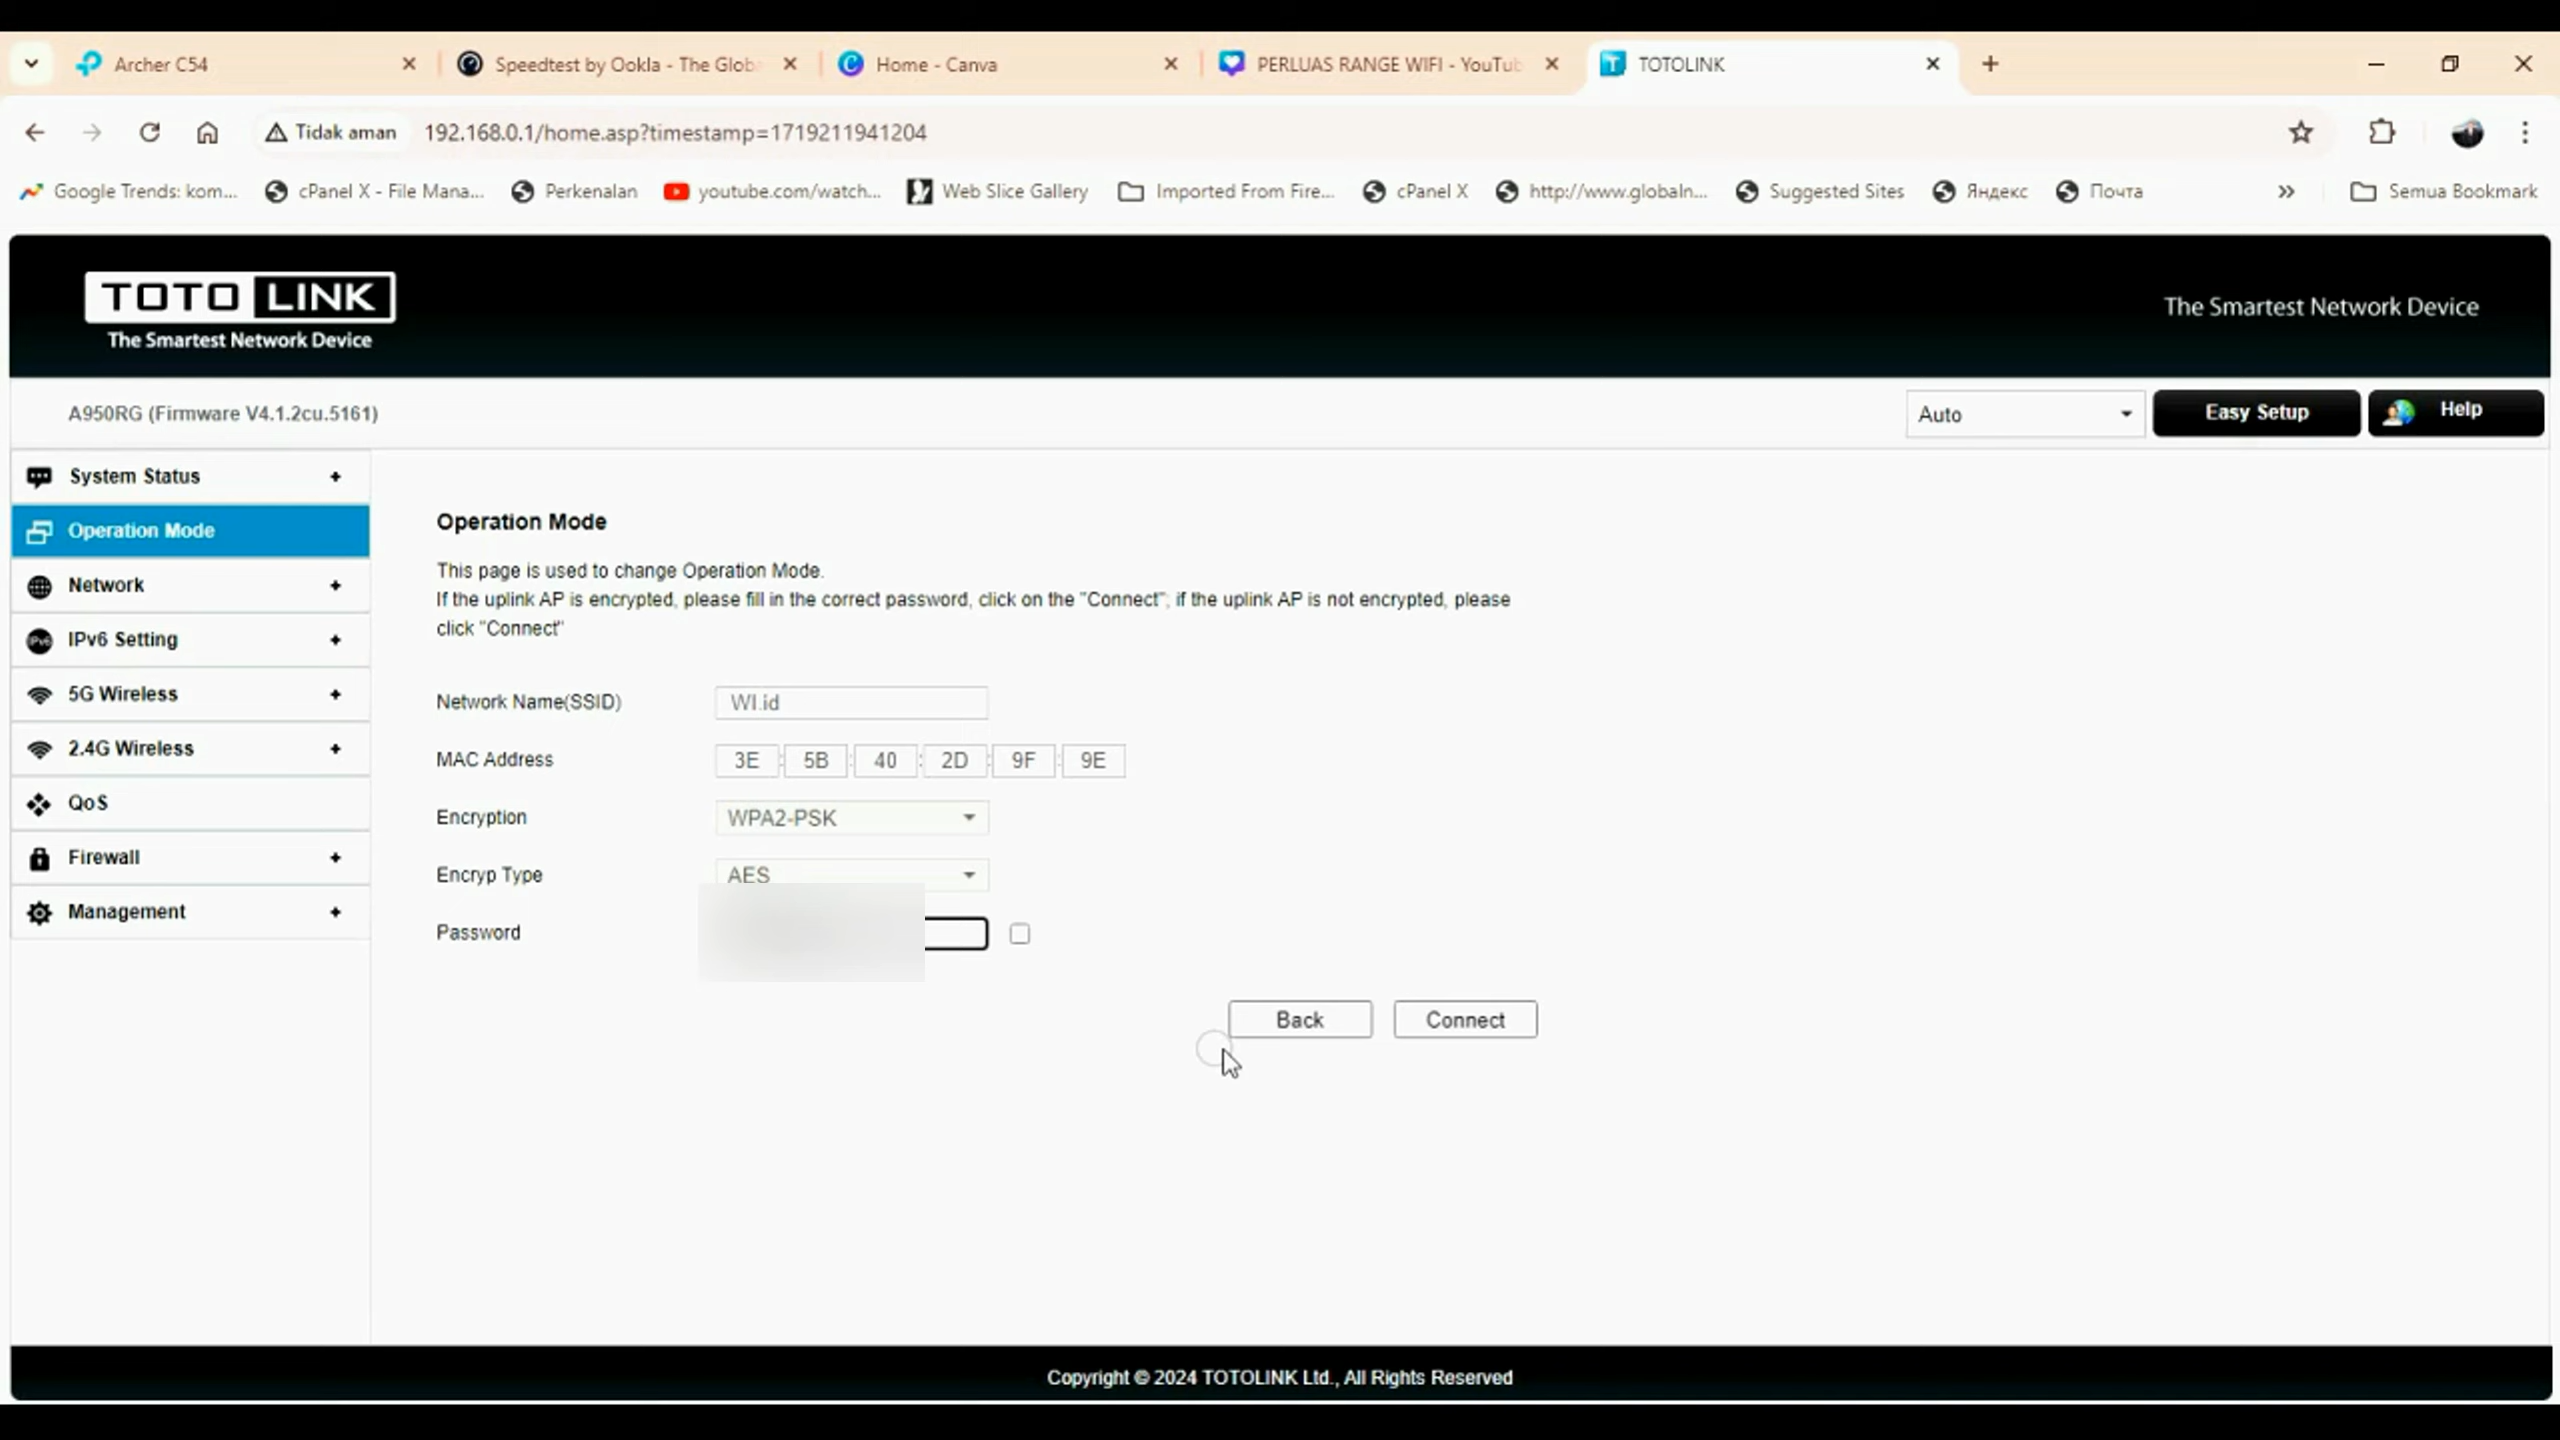 Archer C54
Speedtest by Ookla - The Glob
Home - Canva
PERLUAS RANGE WIFI - YouTub
TOTOLINK
Tidak aman
192.168.0.1/home.asp?timestamp=1719211941204
Google Trends: kom...
cPanel X - File Mana...
Perkenalan
youtube.com/watch...
Web Slice Gallery
Imported From Fire...
cPanel X
http://www.globaln...
Suggested Sites
Яндекс
Почта
Semua Bookmark
TOTO LINK
The Smartest Network Device
The Smartest Network Device
A950RG (Firmware V4.1.2cu.5161)
Auto
Easy Setup
Help
System Status +
Operation Mode
Network +
IPv6 Setting +
5G Wireless +
2.4G Wireless +
QoS
Firewall +
Management +
Operation Mode
This page is used to change Operation Mode.
If the uplink AP is encrypted, please fill in the correct password, click on the "Connect"; if the uplink AP is not encrypted, please
click "Connect"
Network Name(SSID) WI.id
MAC Address 3E : 5B : 40 : 2D : 9F : 9E
Encryption WPA2-PSK
Encryp Type AES
Password
Back Connect
Copyright © 2024 TOTOLINK Ltd., All Rights Reserved